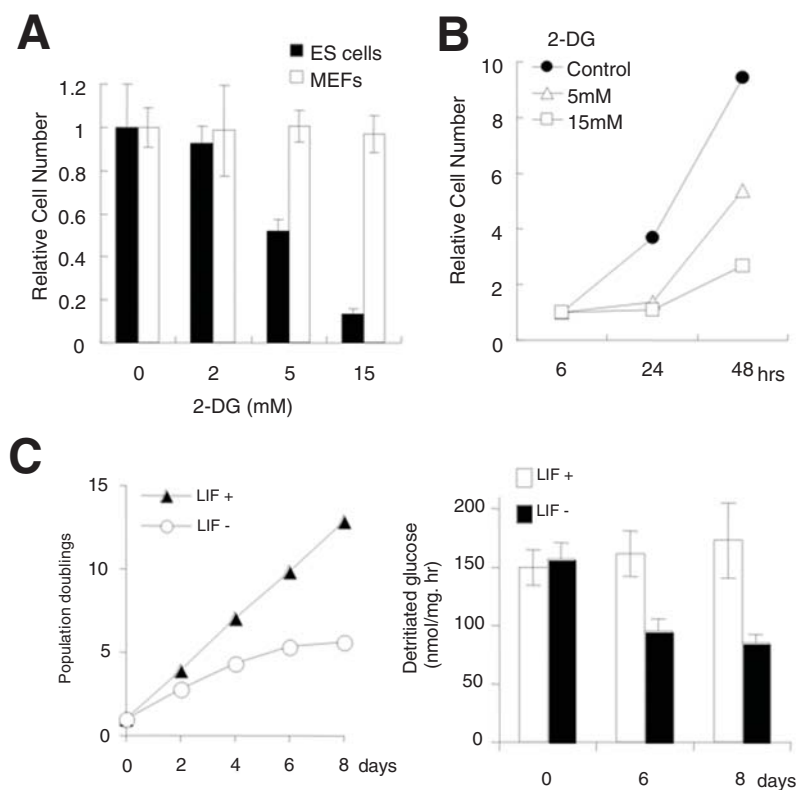 A
ES cells
MEFs
Relative Cell Number
1.2
1
0.8
0.6
0.4
0.2
0
0 2 5 15
2-DG (mM)
B
2-DG
Control
5mM
15mM
Relative Cell Number
10
8
6
4
2
0
6 24 48 hrs
C
LIF +
LIF -
Population doublings
15
10
5
0
0 2 4 6 8 days
LIF +
LIF -
Detritiated glucose
(nmol/mg. hr)
200
150
100
50
0
0 6 8 days